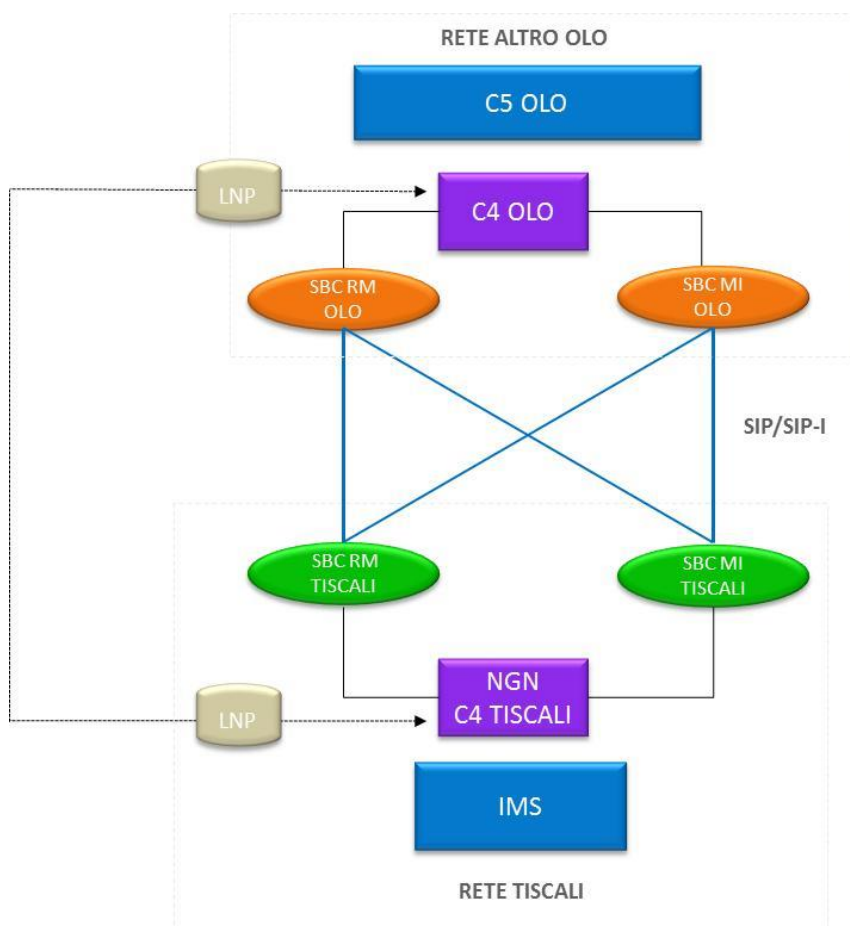 RETE ALTRO OLO
C5 OLO
LNP
C4 OLO
SBC RM
OLO
SBC MI
OLO
SIP/SIP-I
SBC RM
TISCALI
SBC MI
TISCALI
LNP
NGN
C4 TISCALI
IMS
RETE TISCALI